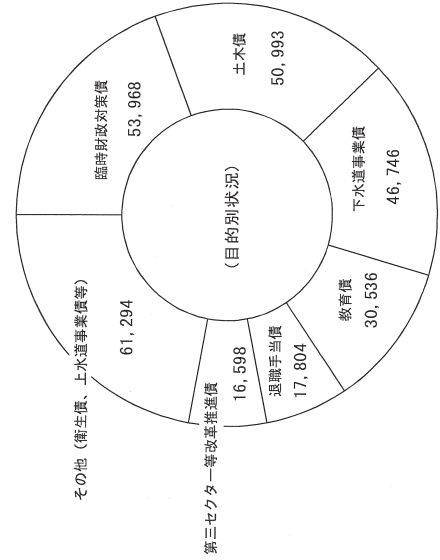 (目的別状況)
臨時財政対策債
53,968
土木債
50,993
下水道事業債
46,746
教育債
30,536
退職手当債
17,804
第三セクター等改革推進債
16,598
その他(衛生債、上水道事業債等)
61,294